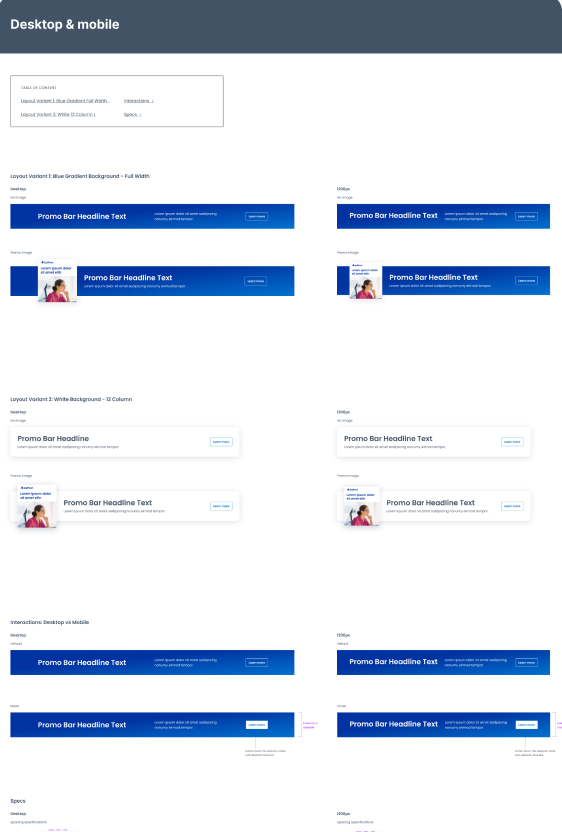 Desktop & mobile
TABLE OF CONTENT
Layout Variant 1: Blue Gradient Full Width
Interactions ↓
Layout Variant 2: White 12 Column ↓
Specs ↓
Layout Variant 1: Blue Gradient Background - Full Width
Desktop
1200px
No image
No image
Promo Bar Headline Text
Lorem ipsum dolor sit amet sadipscing
nonumy eirmod tempor.
Learn more
Promo Bar Headline Text
Lorem ipsum dolor sit amet sadipscing
nonumy eirmod tempor.
Learn more
Promo image
Promo image
Lorem ipsum dolor
sit amet elitr
Promo Bar Headline Text
Lorem ipsum dolor sit amet sadipscing nonumy eirmod tempor.
Learn more
Lorem ipsum dolor
sit amet elitr
Promo Bar Headline Text
Lorem ipsum dolor sit amet sadipscing nonumy eirmod tempor.
Learn more
Layout Variant 2: White Background - 12 Column
Desktop
1200px
No image
No image
Promo Bar Headline
Lorem ipsum dolor sit amet sadipscing nonumy eirmod tempor.
Learn more
Promo Bar Headline Text
Lorem ipsum dolor sit amet sadipscing nonumy eirmod tempor.
Learn more
Promo image
Promo image
Lorem ipsum dolor
sit amet elitr
Promo Bar Headline Text
Lorem ipsum dolor sit amet sadipscing nonumy eirmod tempor.
Learn more
Lorem ipsum dolor
sit amet elitr
Promo Bar Headline Text
Lorem ipsum dolor sit amet sadipscing nonumy eirmod tempor.
Learn more
Interactions: Desktop vs Mobile
Desktop
1200px
Default
Default
Promo Bar Headline Text
Lorem ipsum dolor sit amet sadipscing
nonumy eirmod tempor.
Learn more
Promo Bar Headline Text
Lorem ipsum dolor sit amet sadipscing
nonumy eirmod tempor.
Learn more
Hover
Hover
Promo Bar Headline Text
Lorem ipsum dolor sit amet sadipscing
nonumy eirmod tempor.
Learn more
Promo Bar Headline Text
Lorem ipsum dolor sit amet sadipscing
nonumy eirmod tempor.
Learn more
Specs
Desktop
1200px
Spacing Specifications
Spacing Specifications